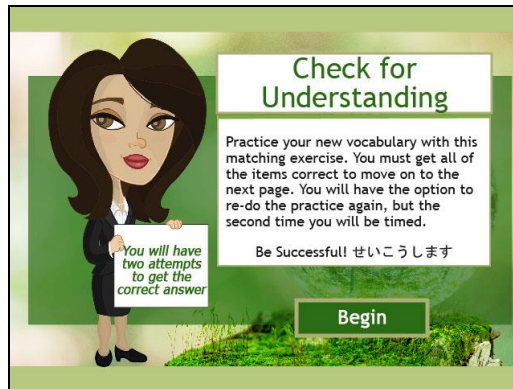 Check for
Understanding
Practice your new vocabulary with this
matching exercise. You must get all of
the items correct to move on to the
next page. You will have the option to
re-do the practice again, but the
second time you will be timed.
Be Successful! せいこうします
You will have
two attempts
to get the
correct answer
Begin